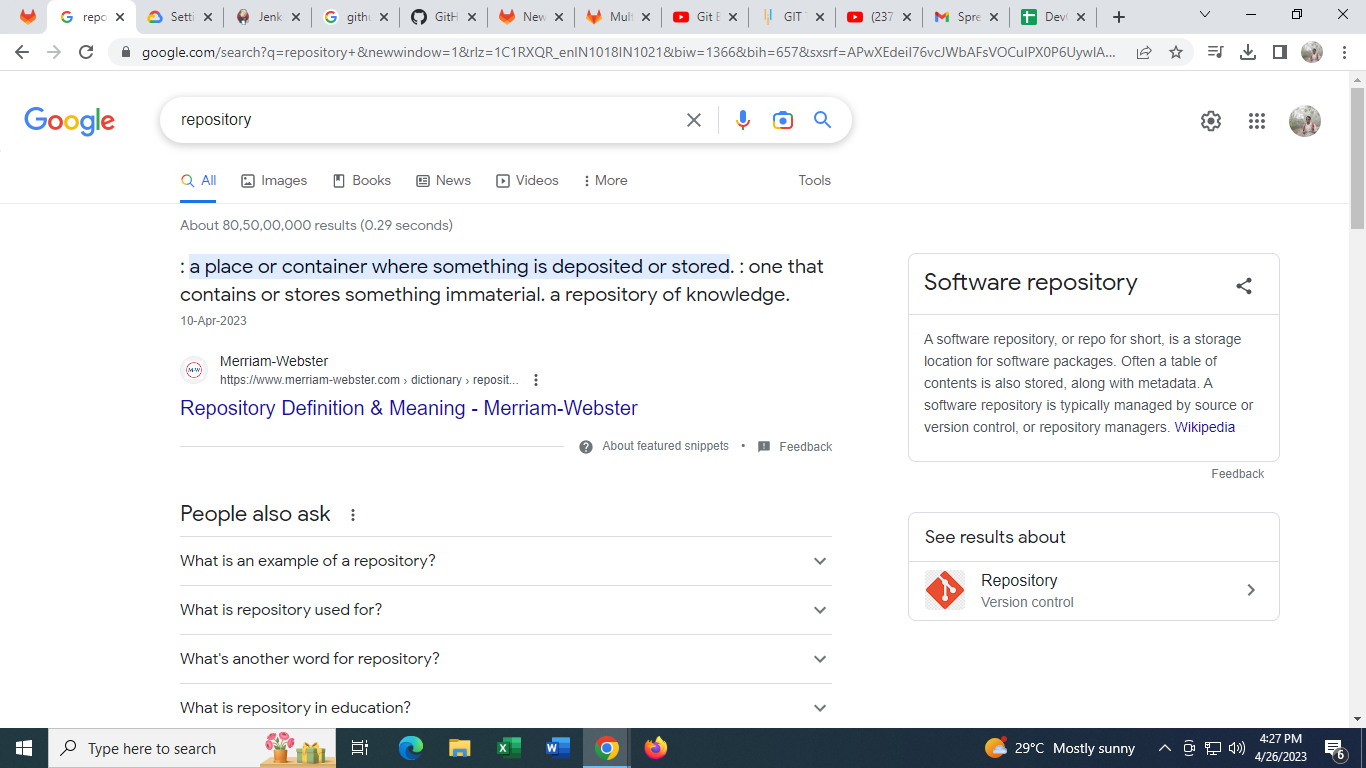 repo
Setti
Jenk
githu
GitH
New
Mult
Git B
GIT
(237
Spre
Dev
google.com/search?q=repository+&newwindow=1&rlz=1C1RXQR_enIN1018IN1021&biw=1366&bih=657&sxsrf=APwXEdeiI76vcJWbAFsVOCuIPX0P6UywIA...
Google
repository
All Images Books News Videos More Tools
About 80,50,00,000 results (0.29 seconds)
: a place or container where something is deposited or stored. : one that
contains or stores something immaterial. a repository of knowledge.
10-Apr-2023
M-W
Merriam-Webster
https://www.merriam-webster.com › dictionary › reposit...
Repository Definition & Meaning - Merriam-Webster
About featured snippets • Feedback
People also ask
What is an example of a repository?
What is repository used for?
What's another word for repository?
What is repository in education?
Software repository
A software repository, or repo for short, is a storage
location for software packages. Often a table of
contents is also stored, along with metadata. A
software repository is typically managed by source or
version control, or repository managers. Wikipedia
Feedback
See results about
Repository
Version control
Type here to search
29°C Mostly sunny
4:27 PM
4/26/2023
6